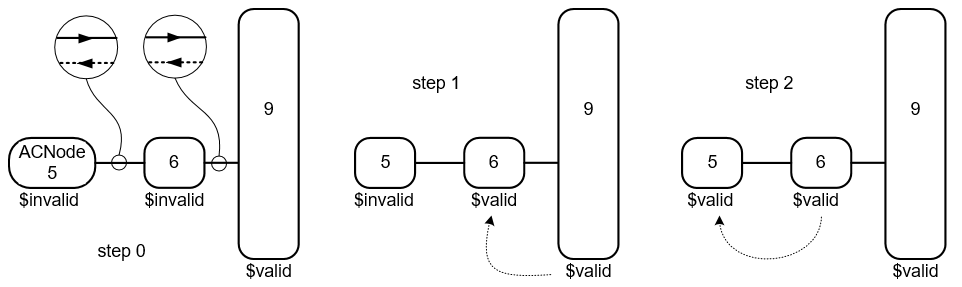 ACNode
5
$invalid
6
$invalid
9
$valid
step 0
step 1
5
$invalid
6
$valid
9
$valid
step 2
5
$valid
6
$valid
9
$valid